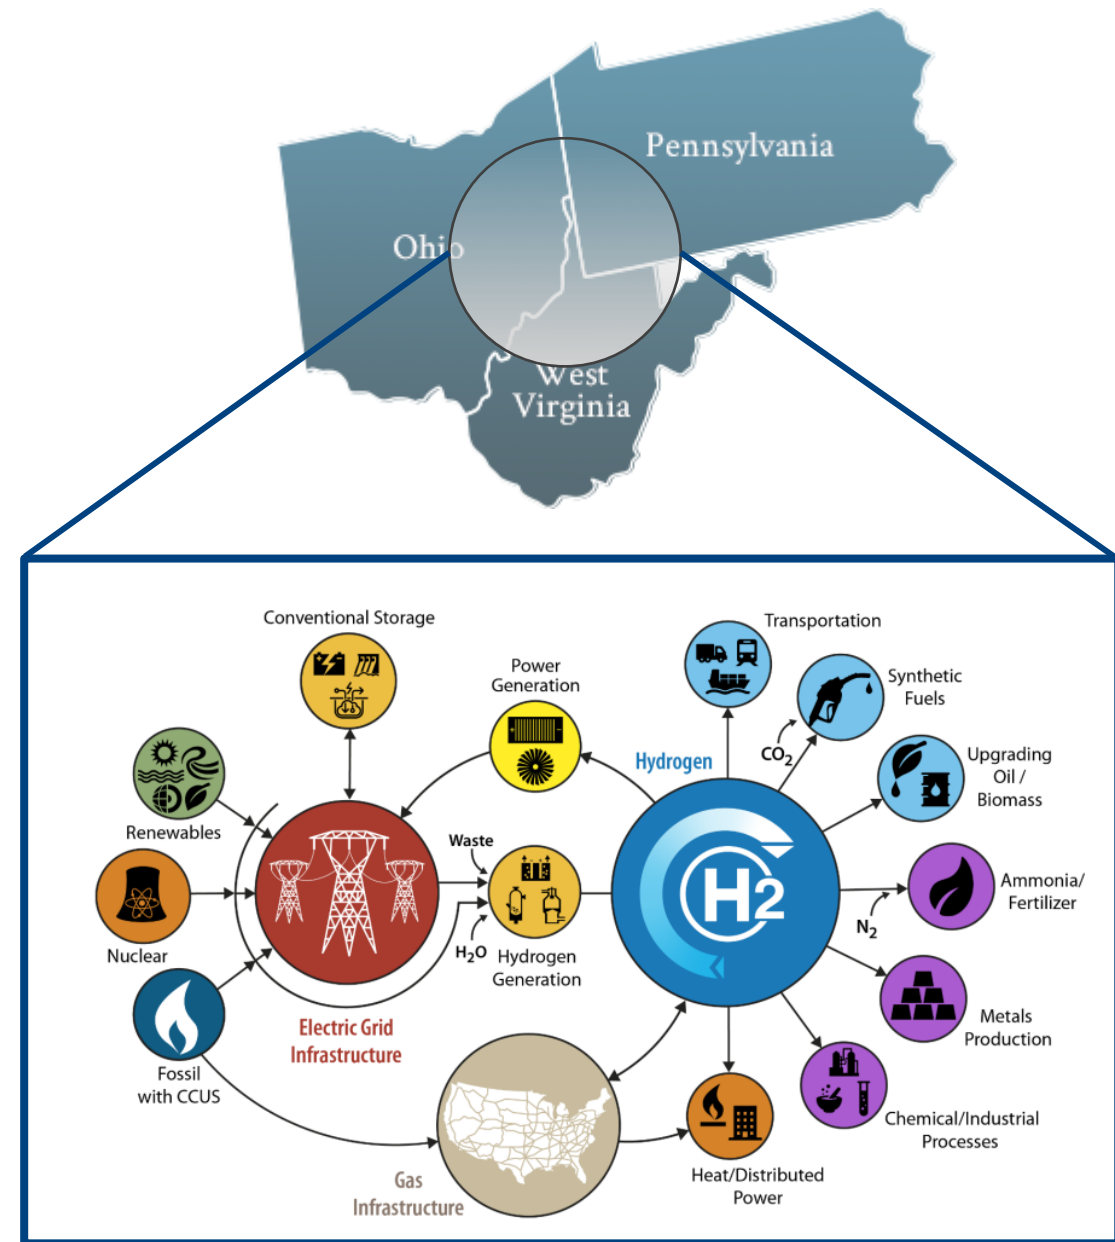 Pennsylvania
Ohio
West
Virginia
Conventional Storage
Transportation
Power
Generation
Synthetic
Fuels
Hydrogen
CO2
Upgrading
Oil /
Biomass
Renewables
Waste
H2
Ammonia/
Fertilizer
N2
H2O
Hydrogen
Generation
Nuclear
Metals
Production
Electric Grid
Infrastructure
Fossil
with CCUS
Chemical/Industrial
Processes
Gas
Infrastructure
Heat/Distributed
Power